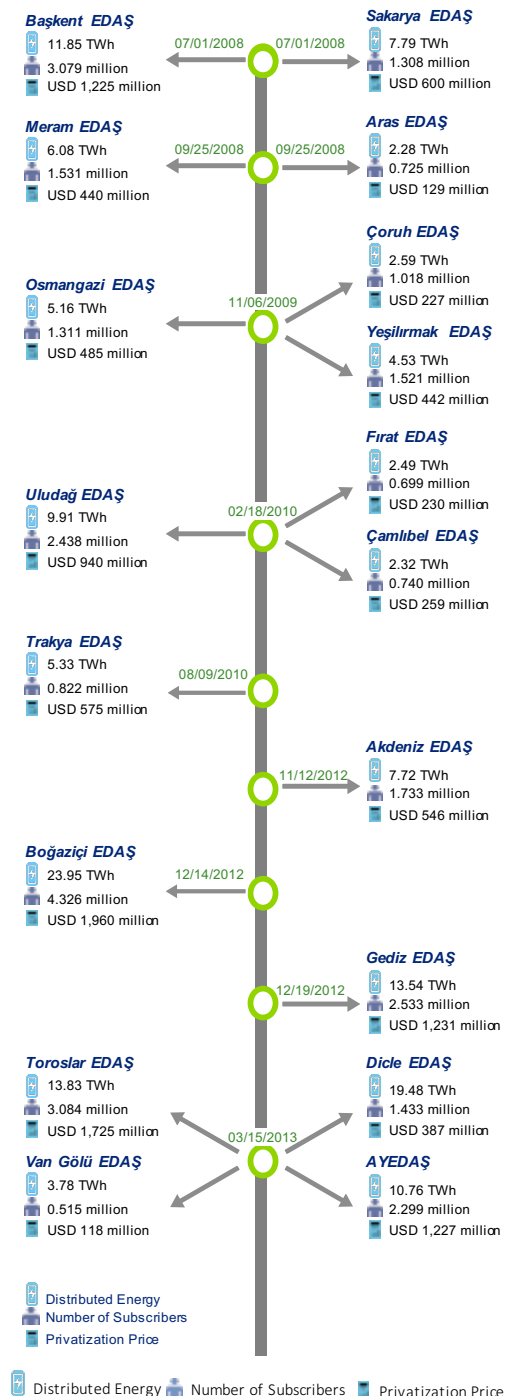 Başkent EDAŞ
11.85 TWh
3.079 million
USD 1,225 million
07/01/2008
07/01/2008
Sakarya EDAŞ
7.79 TWh
1.308 million
USD 600 million
Meram EDAŞ
6.08 TWh
1.531 million
USD 440 million
09/25/2008
09/25/2008
Aras EDAŞ
2.28 TWh
0.725 million
USD 129 million
Osmangazi EDAŞ
5.16 TWh
1.311 million
USD 485 million
11/06/2009
Çoruh EDAŞ
2.59 TWh
1.018 million
USD 227 million
Yeşilırmak EDAŞ
4.53 TWh
1.521 million
USD 442 million
Uludağ EDAŞ
9.91 TWh
2.438 million
USD 940 million
02/18/2010
Fırat EDAŞ
2.49 TWh
0.699 million
USD 230 million
Çamlıbel EDAŞ
2.32 TWh
0.740 million
USD 259 million
Trakya EDAŞ
5.33 TWh
0.822 million
USD 575 million
08/09/2010
11/12/2012
Akdeniz EDAŞ
7.72 TWh
1.733 million
USD 546 million
Boğaziçi EDAŞ
23.95 TWh
4.326 million
USD 1,960 million
12/14/2012
12/19/2012
Gediz EDAŞ
13.54 TWh
2.533 million
USD 1,231 million
Toroslar EDAŞ
13.83 TWh
3.084 million
USD 1,725 million
Van Gölü EDAŞ
3.78 TWh
0.515 million
USD 118 million
03/15/2013
Dicle EDAŞ
19.48 TWh
1.433 million
USD 387 million
AYEDAŞ
10.76 TWh
2.299 million
USD 1,227 million
Distributed Energy
Number of Subscribers
Privatization Price
Distributed Energy Number of Subscribers Privatization Price